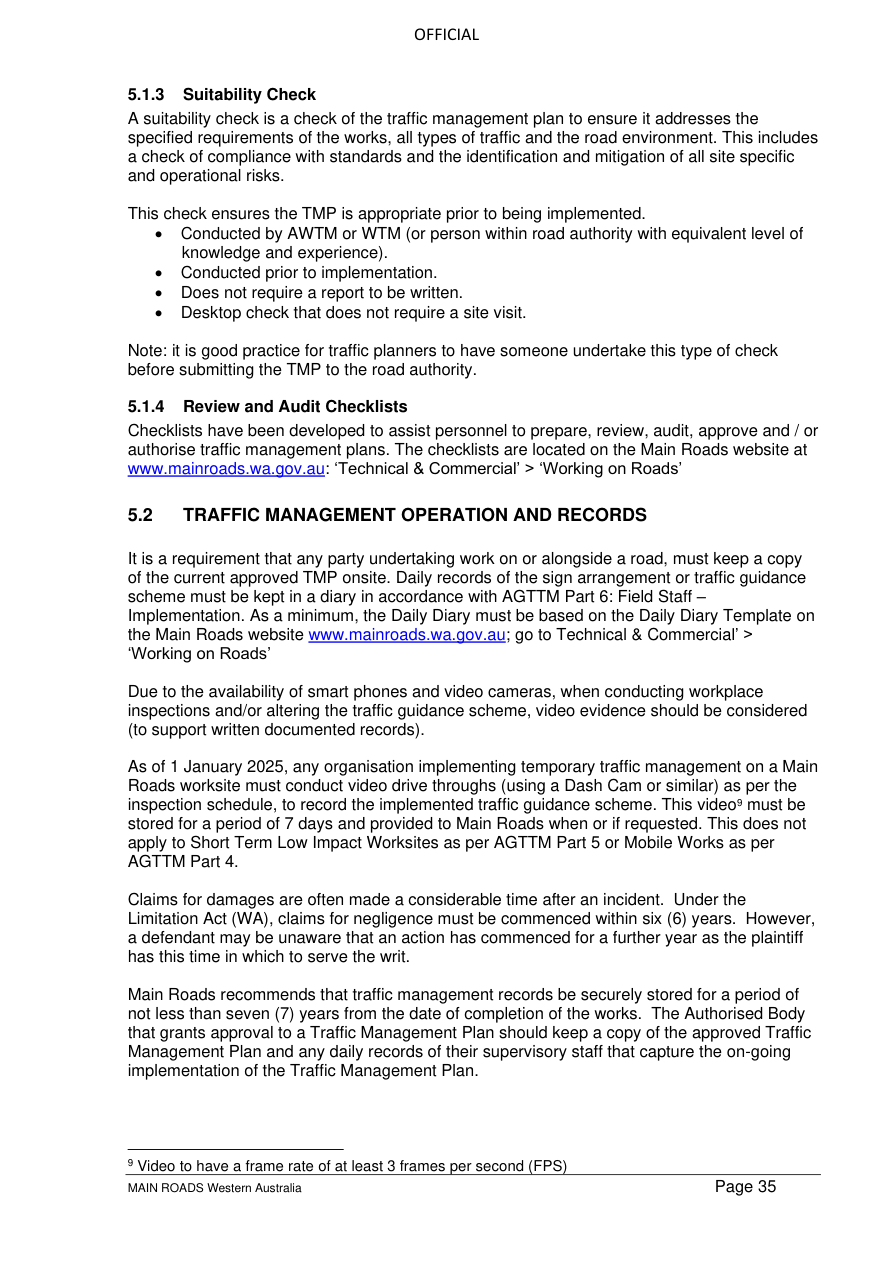 OFFICIAL
5.1.3 Suitability Check
A suitability check is a check of the traffic management plan to ensure it addresses the
specified requirements of the works, all types of traffic and the road environment. This includes
a check of compliance with standards and the identification and mitigation of all site specific
and operational risks.
This check ensures the TMP is appropriate prior to being implemented.
• Conducted by AWTM or WTM (or person within road authority with equivalent level of
knowledge and experience).
• Conducted prior to implementation.
• Does not require a report to be written.
• Desktop check that does not require a site visit.
Note: it is good practice for traffic planners to have someone undertake this type of check
before submitting the TMP to the road authority.
5.1.4 Review and Audit Checklists
Checklists have been developed to assist personnel to prepare, review, audit, approve and / or
authorise traffic management plans. The checklists are located on the Main Roads website at
www.mainroads.wa.gov.au: ‘Technical & Commercial’ > ‘Working on Roads’
5.2 TRAFFIC MANAGEMENT OPERATION AND RECORDS
It is a requirement that any party undertaking work on or alongside a road, must keep a copy
of the current approved TMP onsite. Daily records of the sign arrangement or traffic guidance
scheme must be kept in a diary in accordance with AGTTM Part 6: Field Staff –
Implementation. As a minimum, the Daily Diary must be based on the Daily Diary Template on
the Main Roads website www.mainroads.wa.gov.au; go to Technical & Commercial’ >
‘Working on Roads’
Due to the availability of smart phones and video cameras, when conducting workplace
inspections and/or altering the traffic guidance scheme, video evidence should be considered
(to support written documented records).
As of 1 January 2025, any organisation implementing temporary traffic management on a Main
Roads worksite must conduct video drive throughs (using a Dash Cam or similar) as per the
inspection schedule, to record the implemented traffic guidance scheme. This video⁹ must be
stored for a period of 7 days and provided to Main Roads when or if requested. This does not
apply to Short Term Low Impact Worksites as per AGTTM Part 5 or Mobile Works as per
AGTTM Part 4.
Claims for damages are often made a considerable time after an incident.  Under the
Limitation Act (WA), claims for negligence must be commenced within six (6) years.  However,
a defendant may be unaware that an action has commenced for a further year as the plaintiff
has this time in which to serve the writ.
Main Roads recommends that traffic management records be securely stored for a period of
not less than seven (7) years from the date of completion of the works.  The Authorised Body
that grants approval to a Traffic Management Plan should keep a copy of the approved Traffic
Management Plan and any daily records of their supervisory staff that capture the on-going
implementation of the Traffic Management Plan.
⁹ Video to have a frame rate of at least 3 frames per second (FPS)
MAIN ROADS Western Australia Page 35